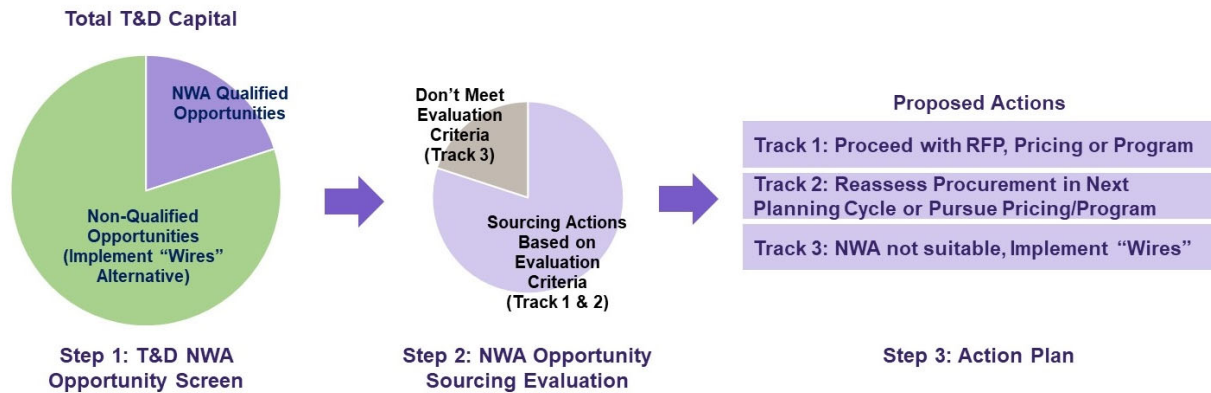 Total T&D Capital
NWA Qualified
Opportunities
Non-Qualified
Opportunities
(Implement “Wires”
Alternative)
Step 1: T&D NWA
Opportunity Screen
Don’t Meet
Evaluation
Criteria
(Track 3)
Sourcing Actions
Based on
Evaluation
Criteria
(Track 1 & 2)
Step 2: NWA Opportunity
Sourcing Evaluation
Proposed Actions
Track 1: Proceed with RFP, Pricing or Program
Track 2: Reassess Procurement in Next
Planning Cycle or Pursue Pricing/Program
Track 3: NWA not suitable, Implement “Wires”
Step 3: Action Plan